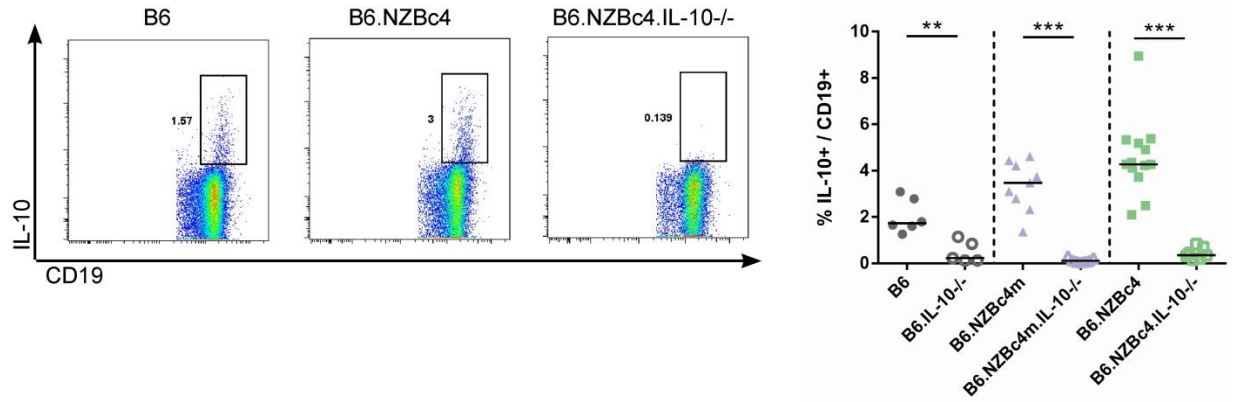 B6
B6.NZBc4
B6.NZBc4.IL-10-/-
1.57
3
0.139
IL-10
CD19
% IL-10+ / CD19+
10
8
6
4
2
0
**
***
***
B6
B6.IL-10-/-
B6.NZBc4m
B6.NZBc4m.IL-10-/-
B6.NZBc4
B6.NZBc4.IL-10-/-